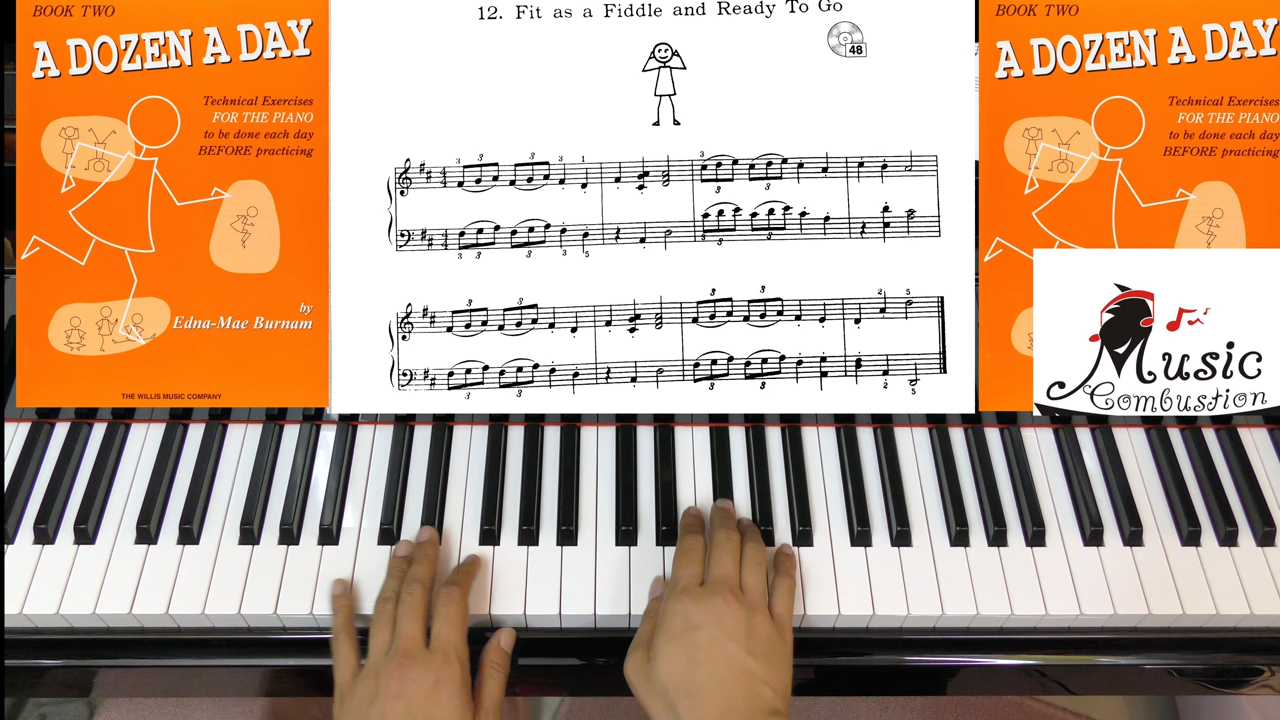 BOOK TWO
A DOZEN A DAY
Technical Exercises
FOR THE PIANO
to be done each day
BEFORE practicing
by
Edna-Mae Burnam
THE WILLIS MUSIC COMPANY
12. Fit as a Fiddle and Ready To Go
48
BOOK TWO
A DOZEN A DAY
Technical Exercises
FOR THE PIANO
to be done each day
BEFORE practicing
Music
Combustion